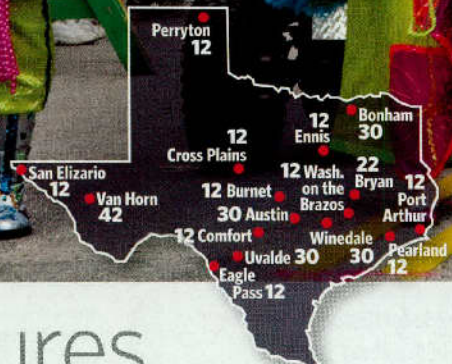 Perryton
12
12
Ennis
Bonham
30
12
Cross Plains
San Elizario
12
Van Horn
42
12 Burnet
12 Wash.
on the
Brazos
22
Bryan
12
Port
Arthur
30 Austin
12 Comfort
Winedale
30
Pearland
12
Uvalde 30
Eagle
Pass 12
ures